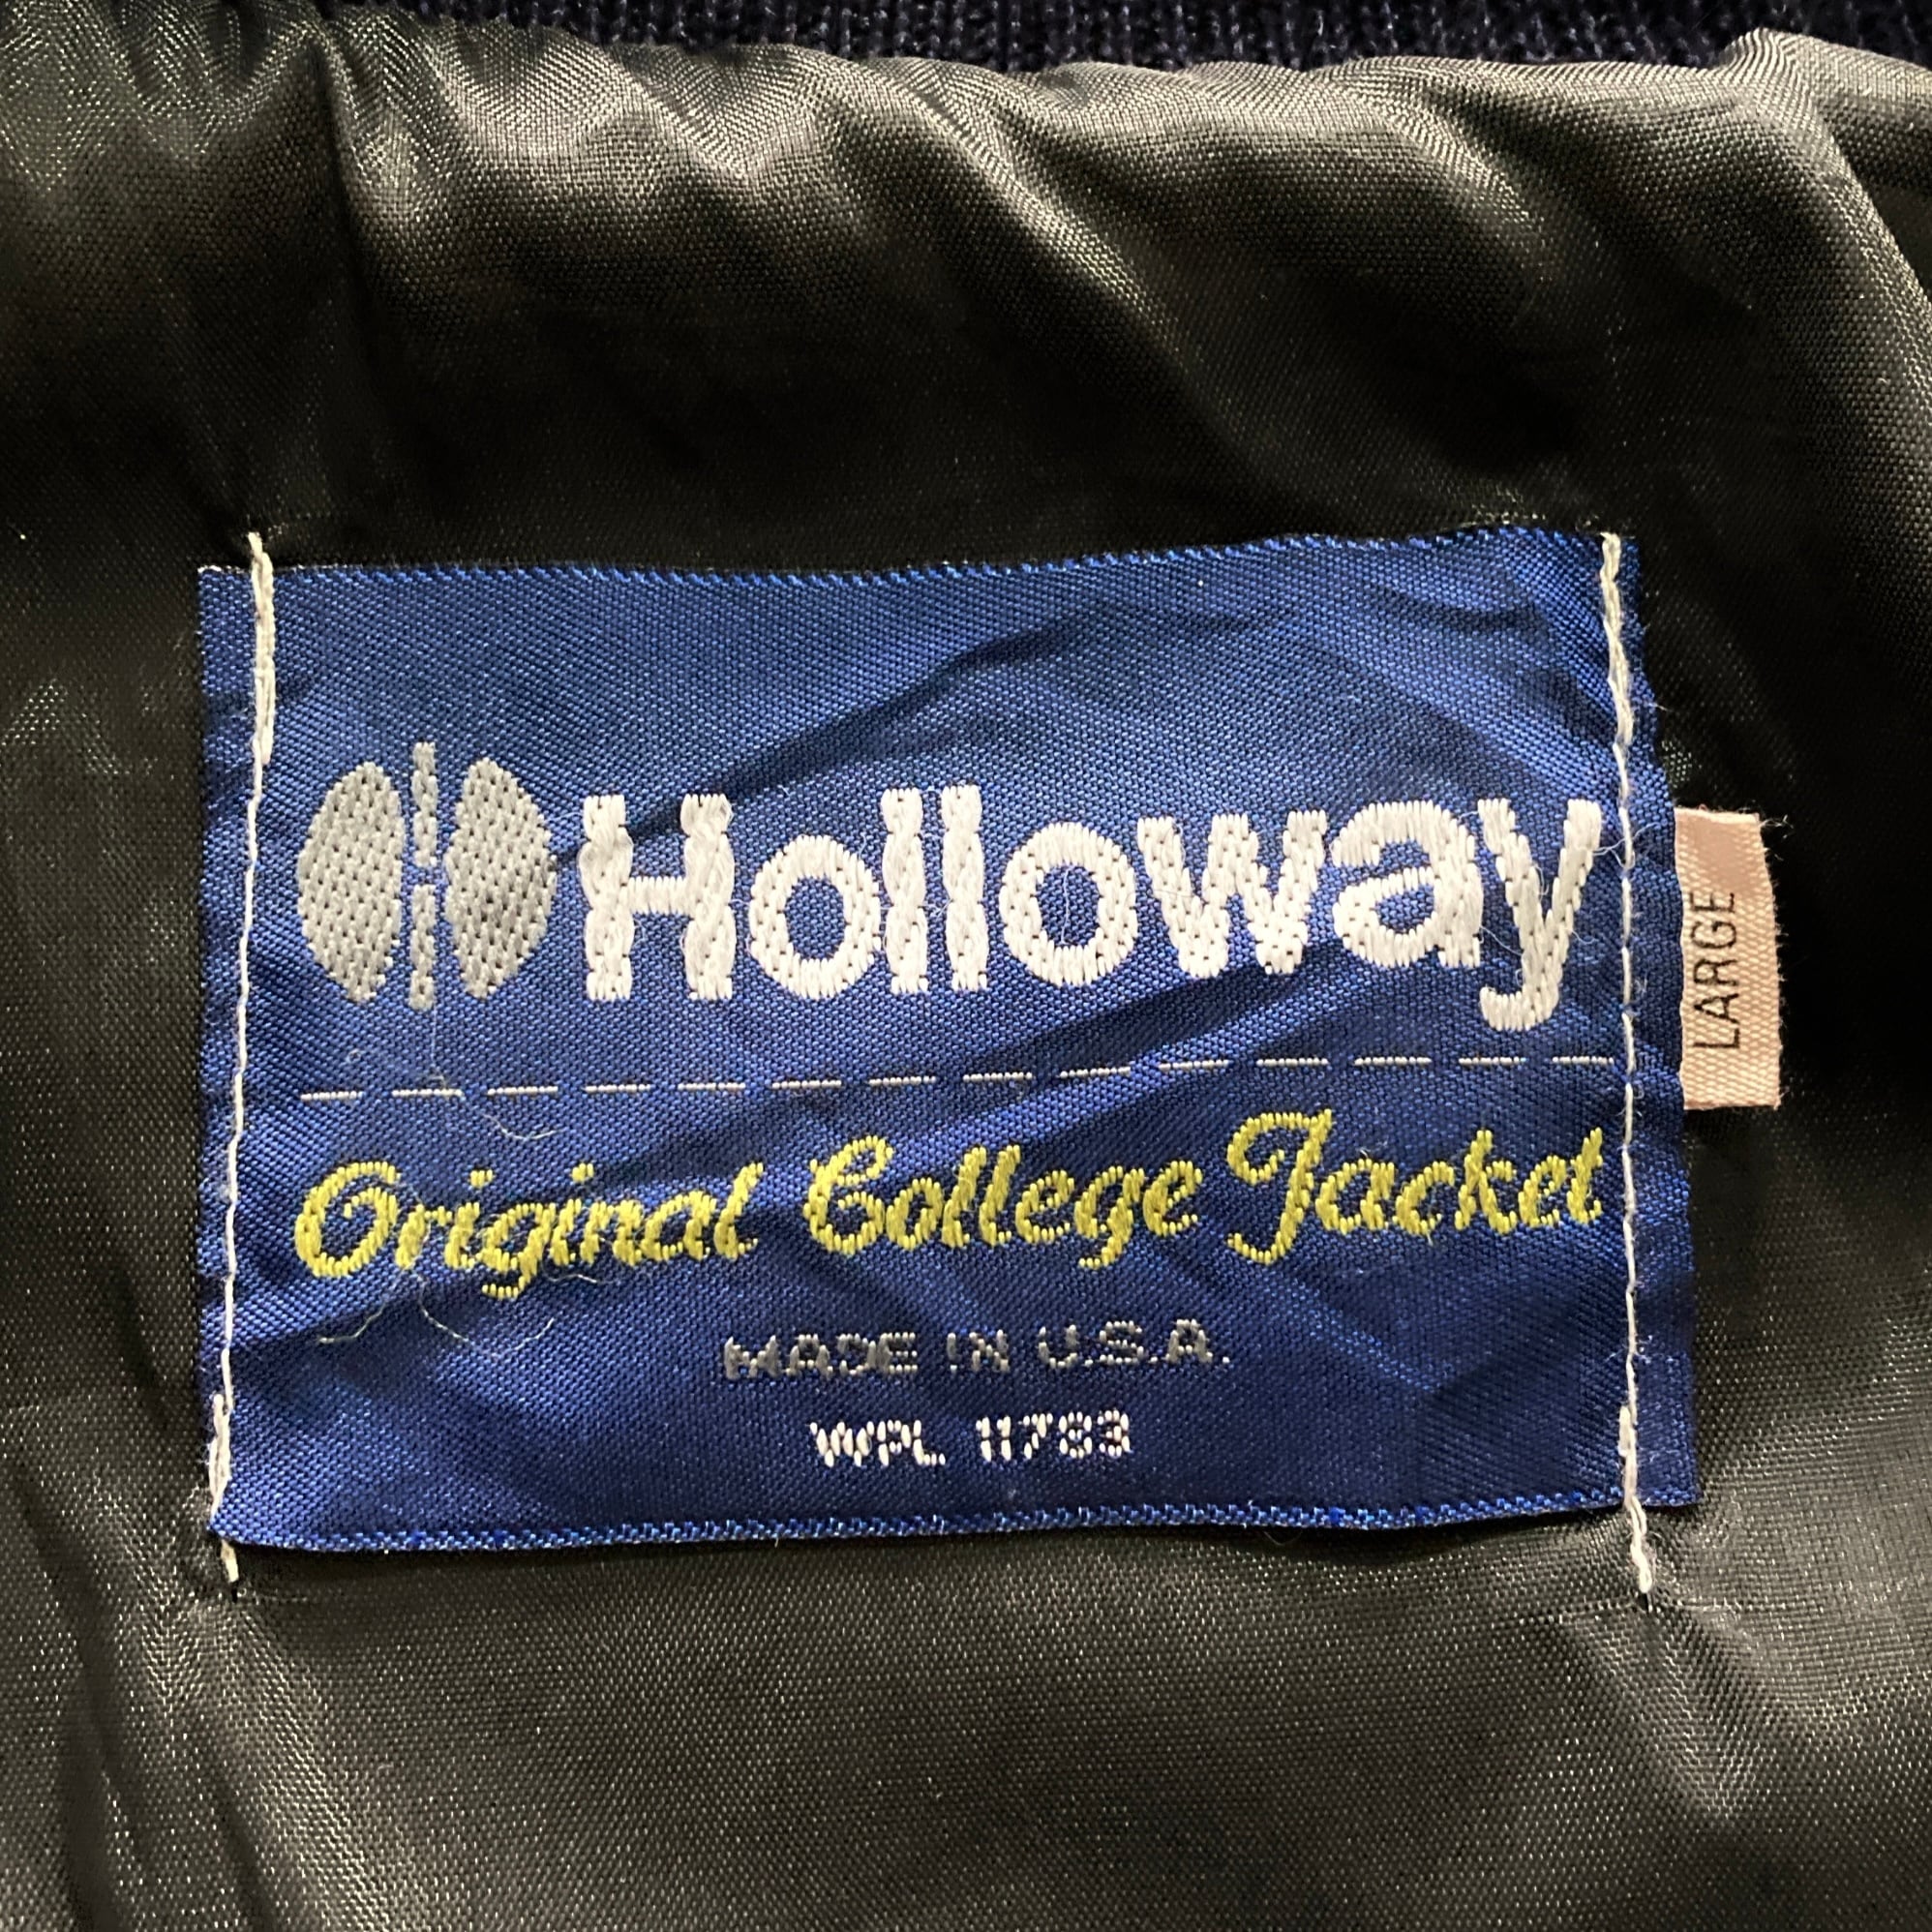 Holloway
Original College Jacket
MADE IN U.S.A.
WPL 11783
LARGE